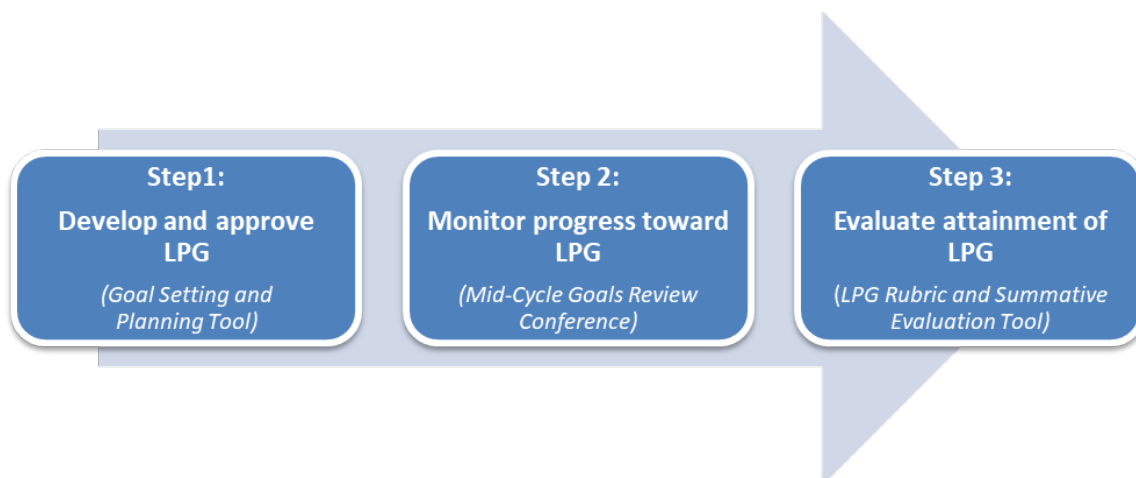 Step1:
Develop and approve
LPG
(Goal Setting and
Planning Tool)
Step 2:
Monitor progress toward
LPG
(Mid-Cycle Goals Review
Conference)
Step 3:
Evaluate attainment of
LPG
(LPG Rubric and Summative
Evaluation Tool)